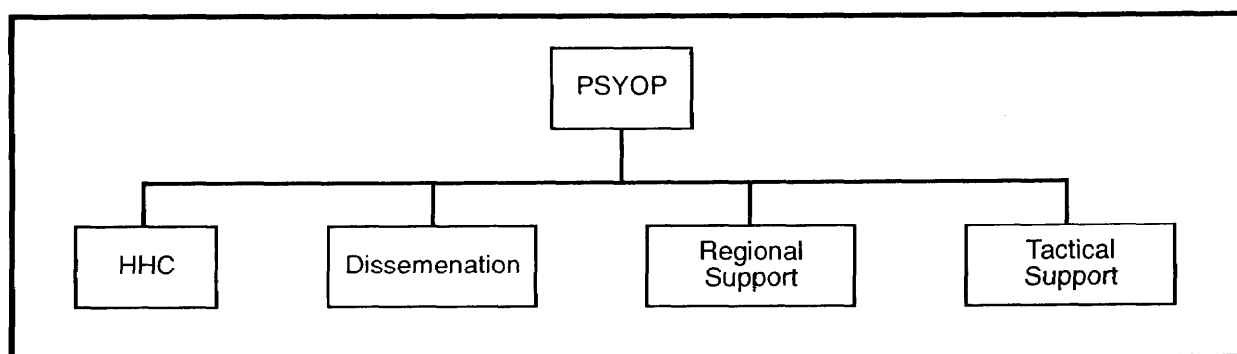 PSYOP
HHC
Dissemenation
Regional
Support
Tactical
Support